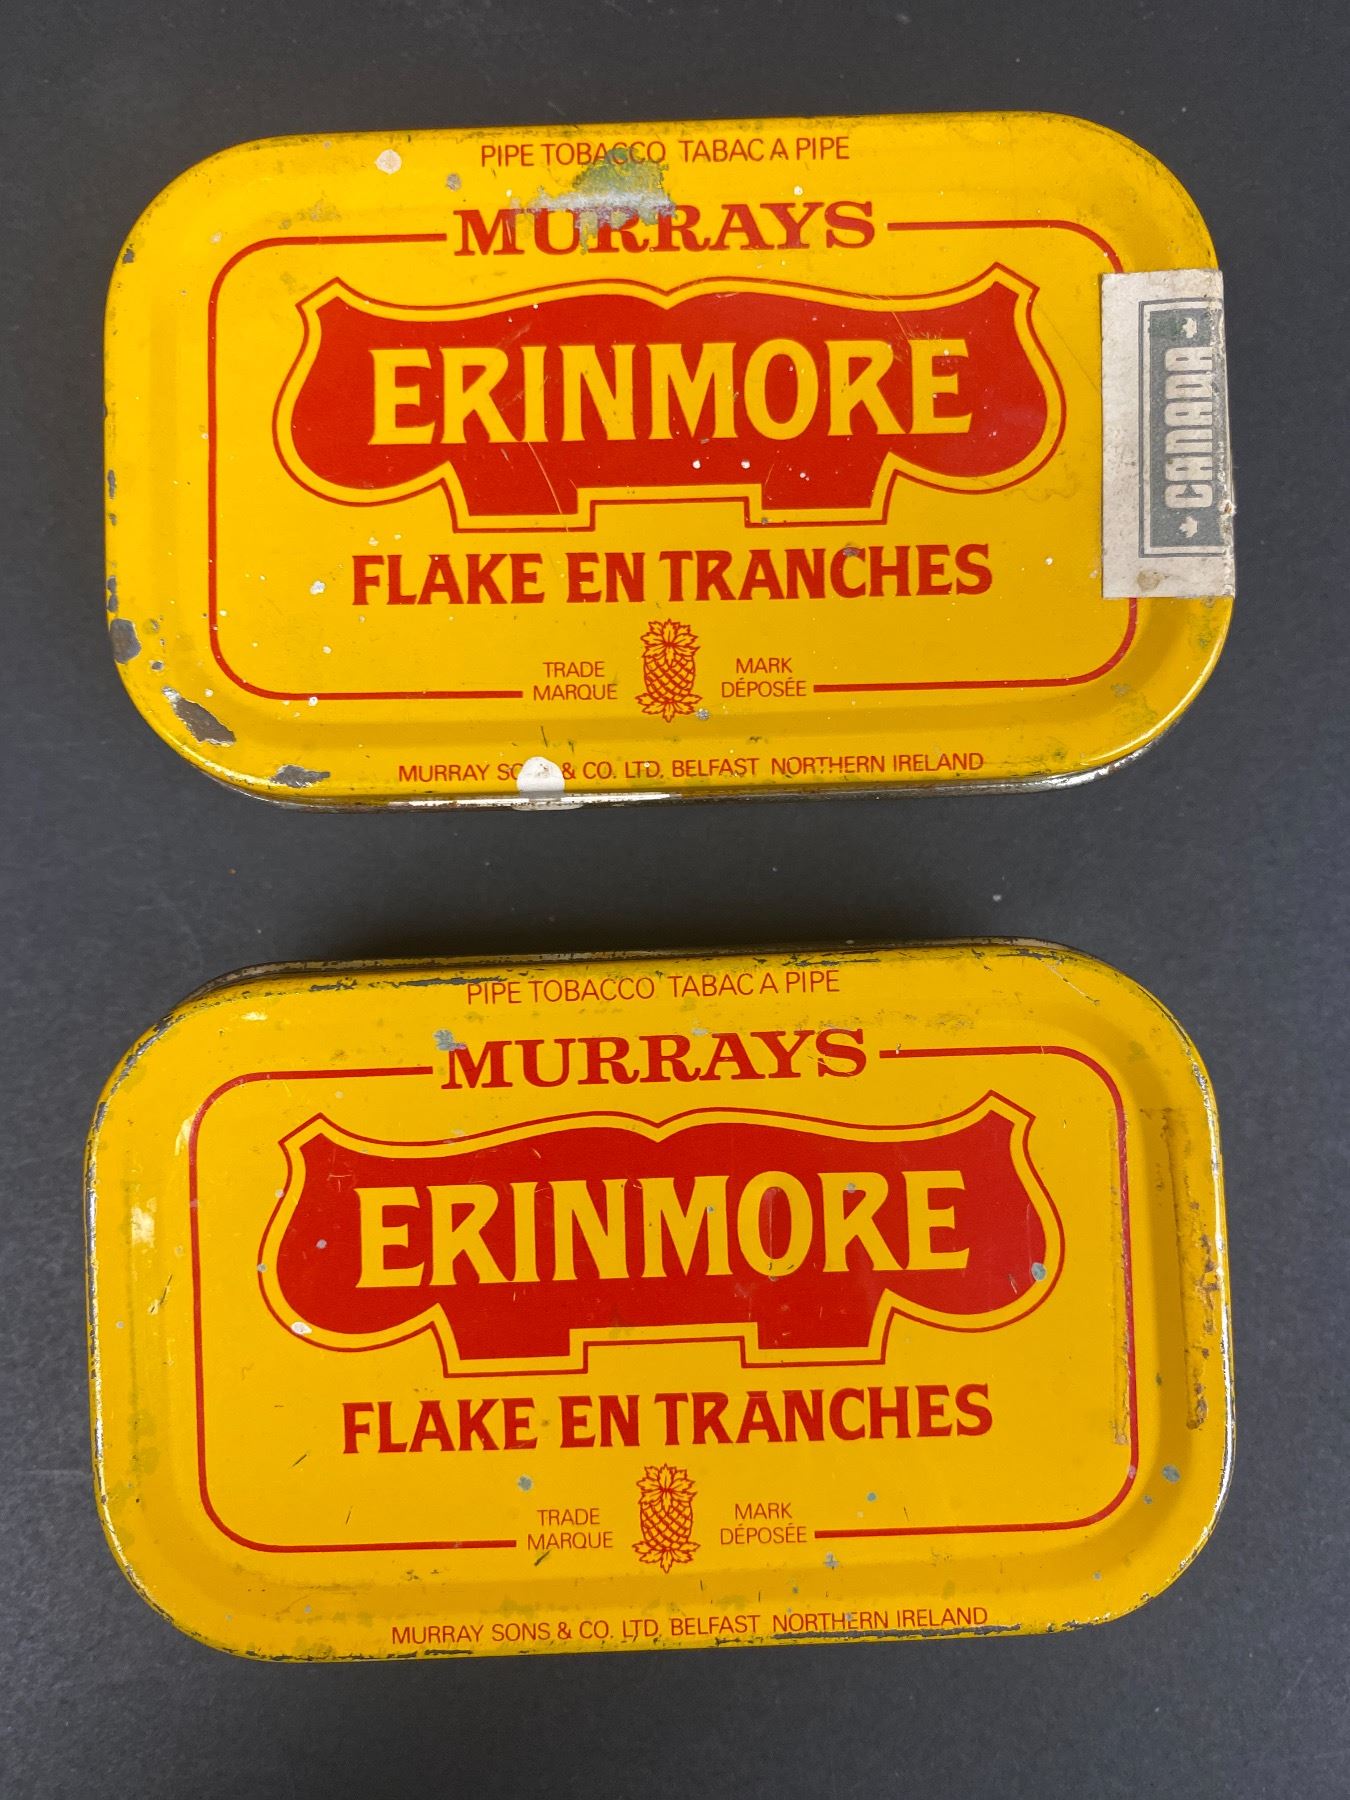 PIPE TOBACCO TABAC A PIPE
MURRAYS
ERINMORE
FLAKE EN TRANCHES
TRADE MARK
MARQUE DÉPOSÉE
MURRAY & CO. LTD. BELFAST NORTHERN IRELAND
CANADA
PIPE TOBACCO TABAC A PIPE
MURRAYS
ERINMORE
FLAKE EN TRANCHES
TRADE MARK
MARQUE DÉPOSÉE
MURRAY SONS & CO. LTD. BELFAST NORTHERN IRELAND